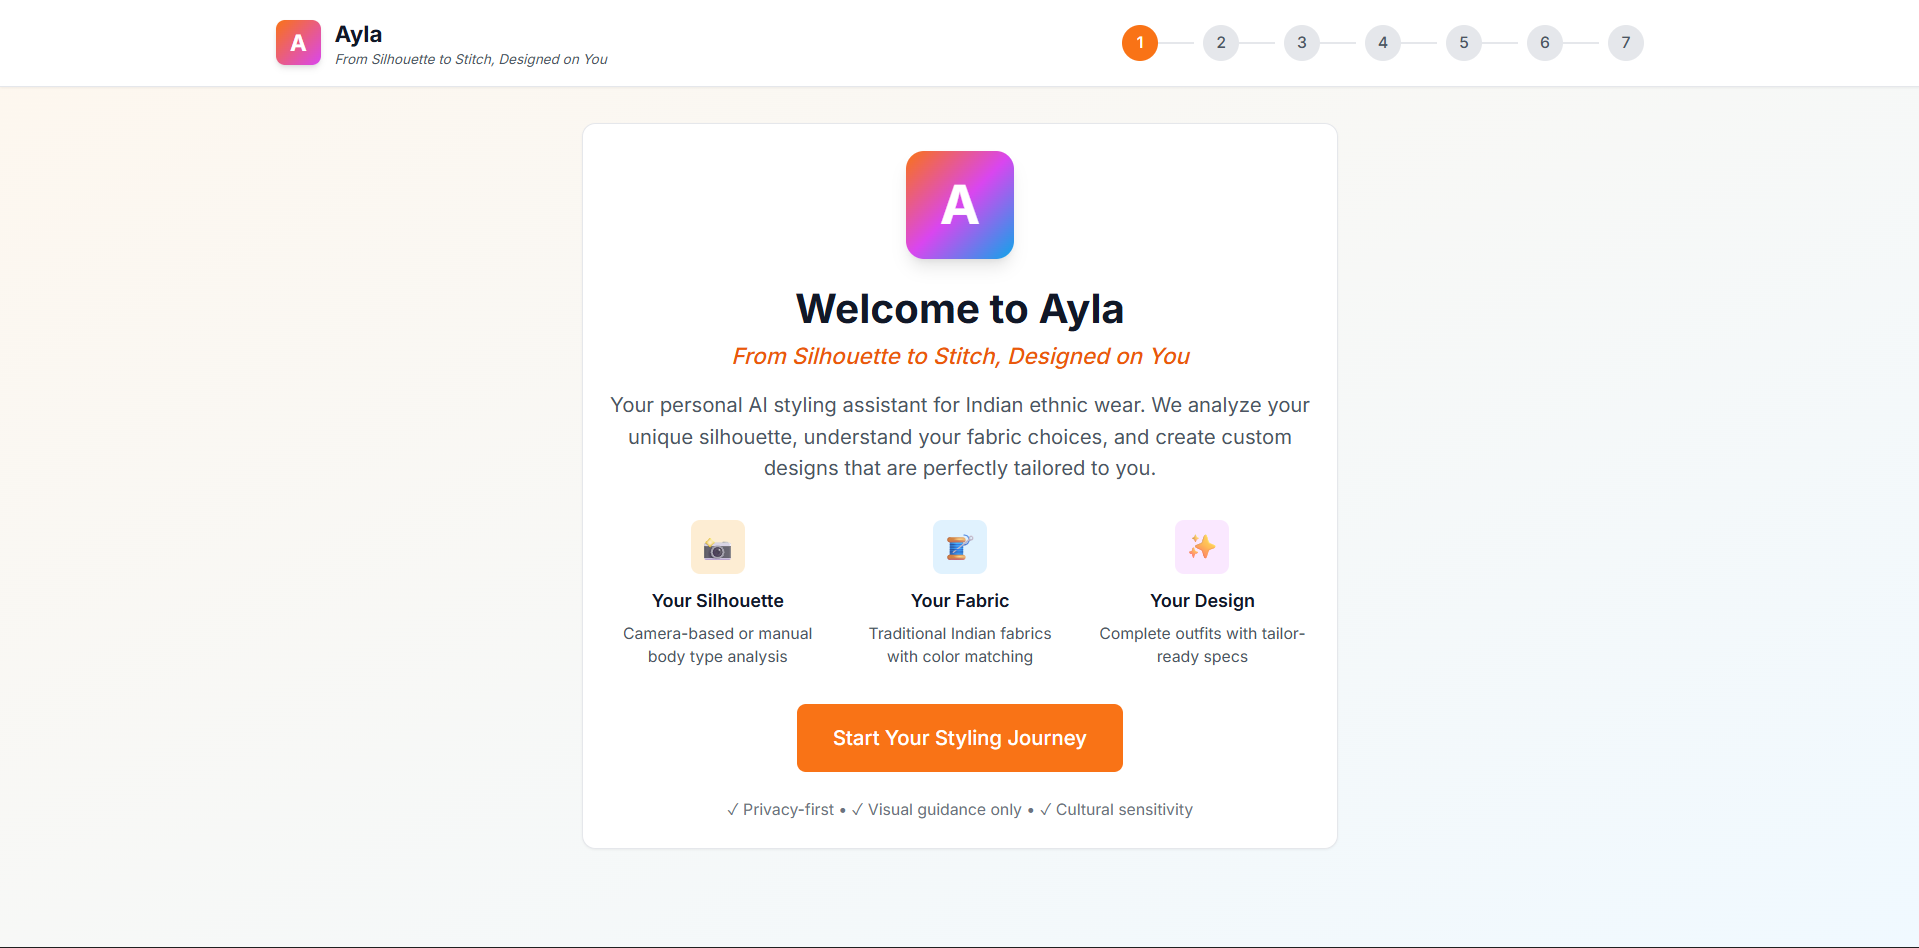 A
Ayla
From Silhouette to Stitch, Designed on You
1 2 3 4 5 6 7
A
Welcome to Ayla
From Silhouette to Stitch, Designed on You
Your personal AI styling assistant for Indian ethnic wear. We analyze your
unique silhouette, understand your fabric choices, and create custom
designs that are perfectly tailored to you.
Your Silhouette
Camera-based or manual
body type analysis
Your Fabric
Traditional Indian fabrics
with color matching
Your Design
Complete outfits with tailor-
ready specs
Start Your Styling Journey
✓ Privacy-first • ✓ Visual guidance only • ✓ Cultural sensitivity